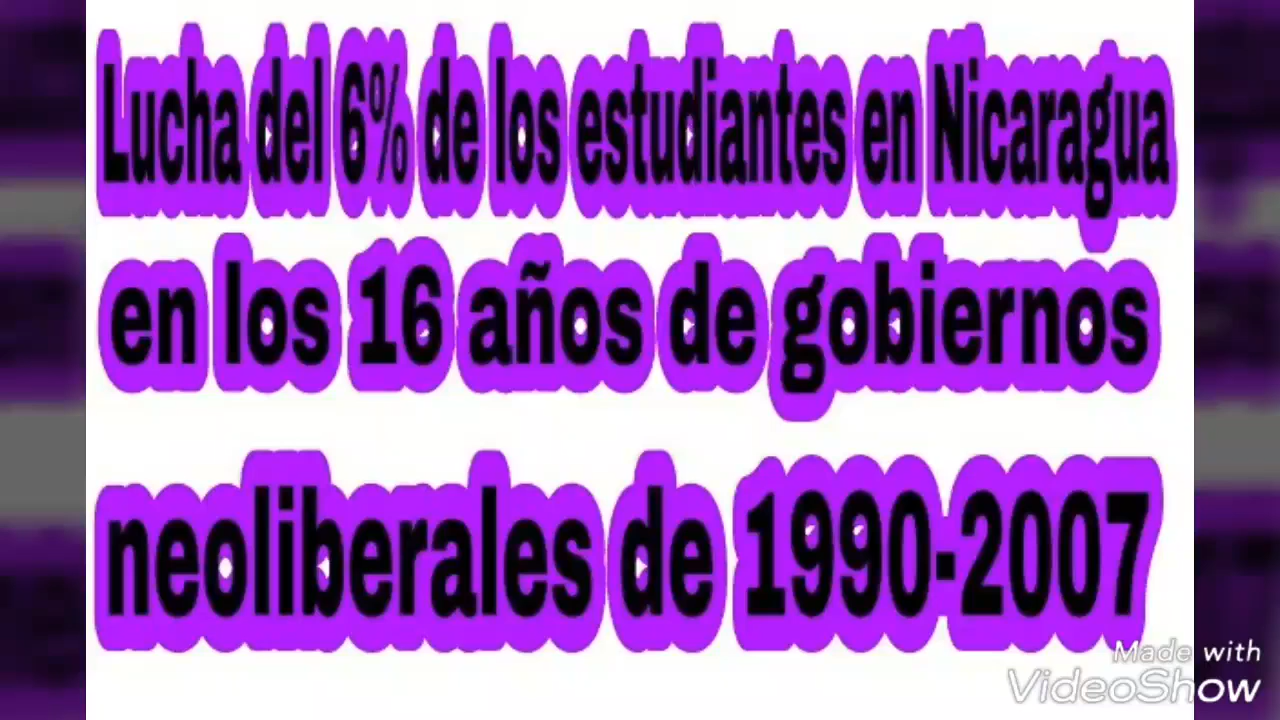 Lucha del 6% de los estudiantes en Nicaragua
en los 16 años de gobiernos
neoliberales de 1990-2007
Made with
VideoShow